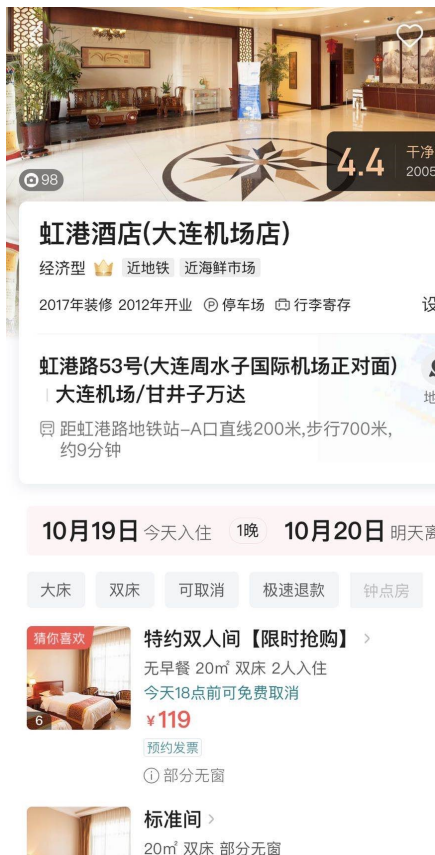 98
4.4
干净
2005
虹港酒店(大连机场店)
经济型 近地铁 近海鲜市场
2017年装修 2012年开业 Ⓟ停车场 行李寄存
设
虹港路53号(大连周水子国际机场正对面)
| 大连机场/甘井子万达
地
距虹港路地铁站-A口直线200米,步行700米,
约9分钟
10月19日 今天入住 1晚 10月20日 明天离
大床 双床 可取消 极速退款 钟点房
猜你喜欢
特约双人间【限时抢购】 >
无早餐 20㎡ 双床 2人入住
今天18点前可免费取消
6
¥119
预约发票
部分无窗
标准间 >
20㎡ 双床 部分无窗